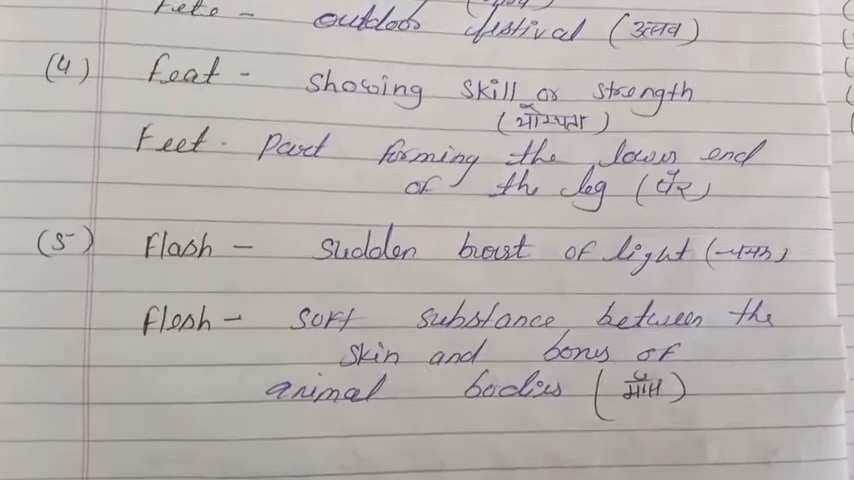 Fete - outdoor festival (उत्सव)
(4) Feat - showing skill or strength
(योग्यता)
Feet - part forming the lower end
of the leg (पैर)
(5) Flash - sudden burst of light (चमक)
Flesh - soft substance between the
skin and bones of
animal bodies (माँस)